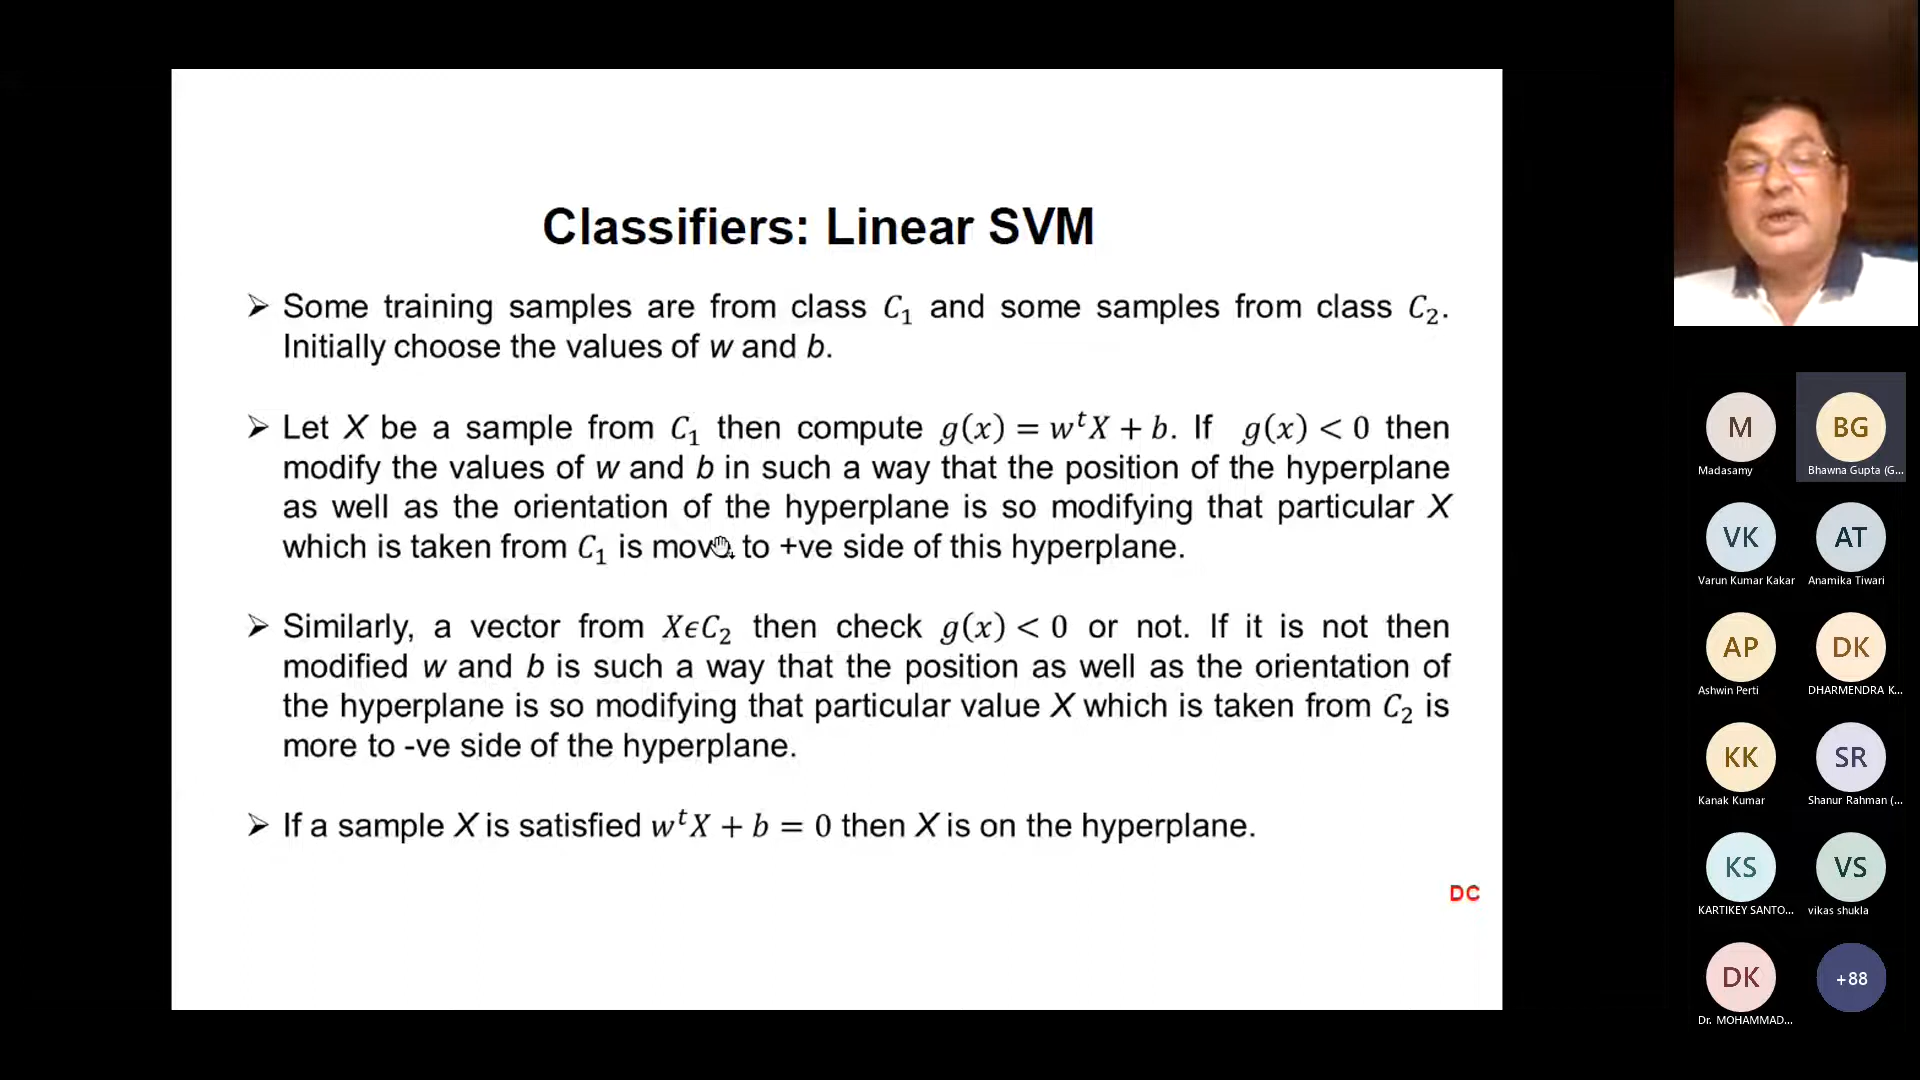 Classifiers: Linear SVM
➢ Some training samples are from class C₁ and some samples from class C₂.
Initially choose the values of w and b.
➢ Let X be a sample from C₁ then compute g(x) = wᵗX + b. If g(x) < 0 then
modify the values of w and b in such a way that the position of the hyperplane
as well as the orientation of the hyperplane is so modifying that particular X
which is taken from C₁ is to +ve side of this hyperplane.
➢ Similarly, a vector from XϵC₂ then check g(x) < 0 or not. If it is not then
modified w and b is such a way that the position as well as the orientation of
the hyperplane is so modifying that particular value X which is taken from C₂ is
more to -ve side of the hyperplane.
➢ If a sample X is satisfied wᵗX + b = 0 then X is on the hyperplane.
DC
M
Madasamy
BG
Bhawna Gupta (G...
VK
Varun Kumar Kakar
AT
Anamika Tiwari
AP
Ashwin Perti
DK
DHARMENDRA K...
KK
Kanak Kumar
SR
Shanur Rahman (...
KS
KARTIKEY SANTO...
VS
vikas shukla
DK
Dr. MOHAMMAD...
+88